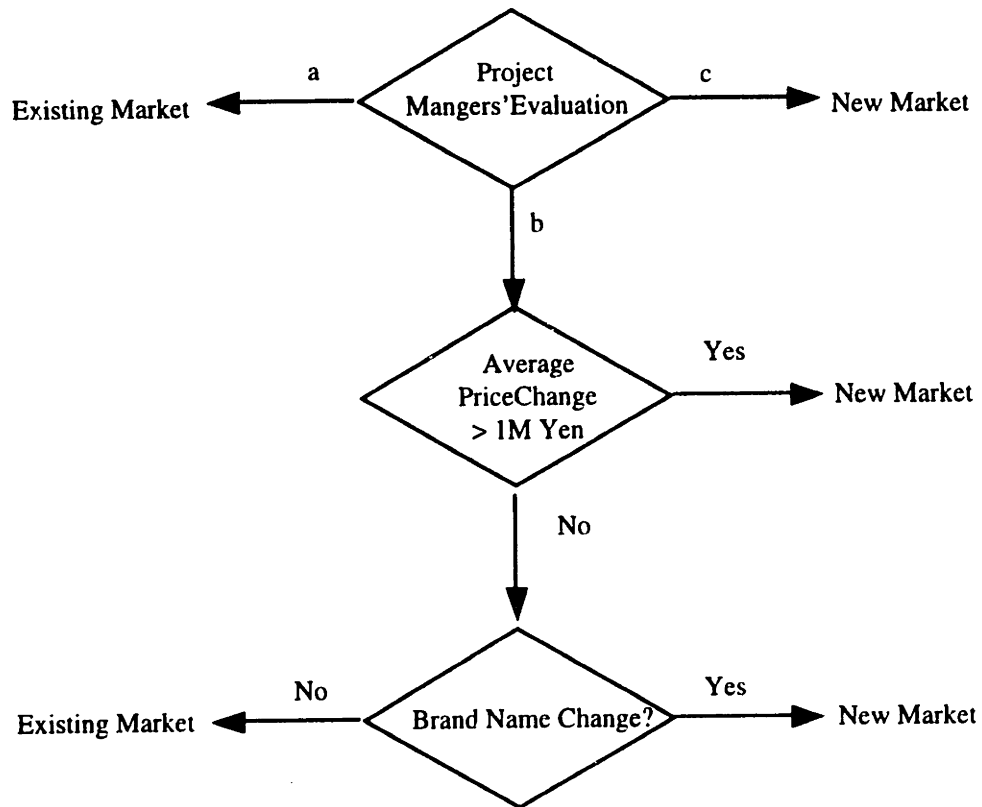 a
Project
c
Existing Market
Mangers'Evaluation
New Market
b
Average
Yes
PriceChange
New Market
> 1M Yen
No
No
Yes
Existing Market
Brand Name Change?
New Market